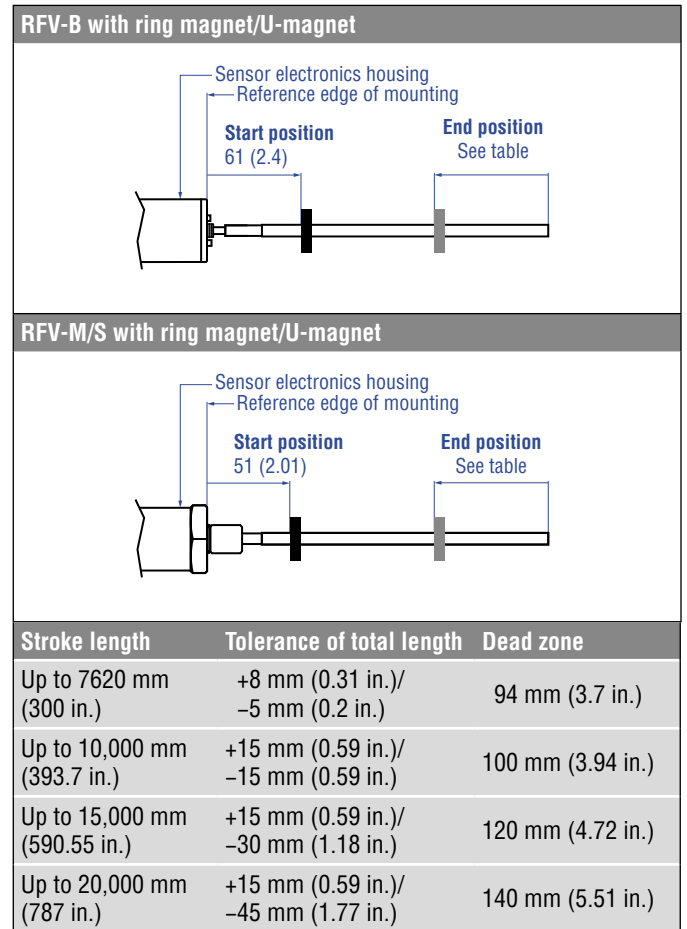 RFV-B with ring magnet/U-magnet
Sensor electronics housing
Reference edge of mounting
Start position
61 (2.4)
End position
See table
RFV-M/S with ring magnet/U-magnet
Sensor electronics housing
Reference edge of mounting
Start position
51 (2.01)
End position
See table
Stroke length Tolerance of total length Dead zone
Up to 7620 mm
(300 in.)
+8 mm (0.31 in.)/
−5 mm (0.2 in.)
94 mm (3.7 in.)
Up to 10,000 mm
(393.7 in.)
+15 mm (0.59 in.)/
−15 mm (0.59 in.)
100 mm (3.94 in.)
Up to 15,000 mm
(590.55 in.)
+15 mm (0.59 in.)/
−30 mm (1.18 in.)
120 mm (4.72 in.)
Up to 20,000 mm
(787 in.)
+15 mm (0.59 in.)/
−45 mm (1.77 in.)
140 mm (5.51 in.)